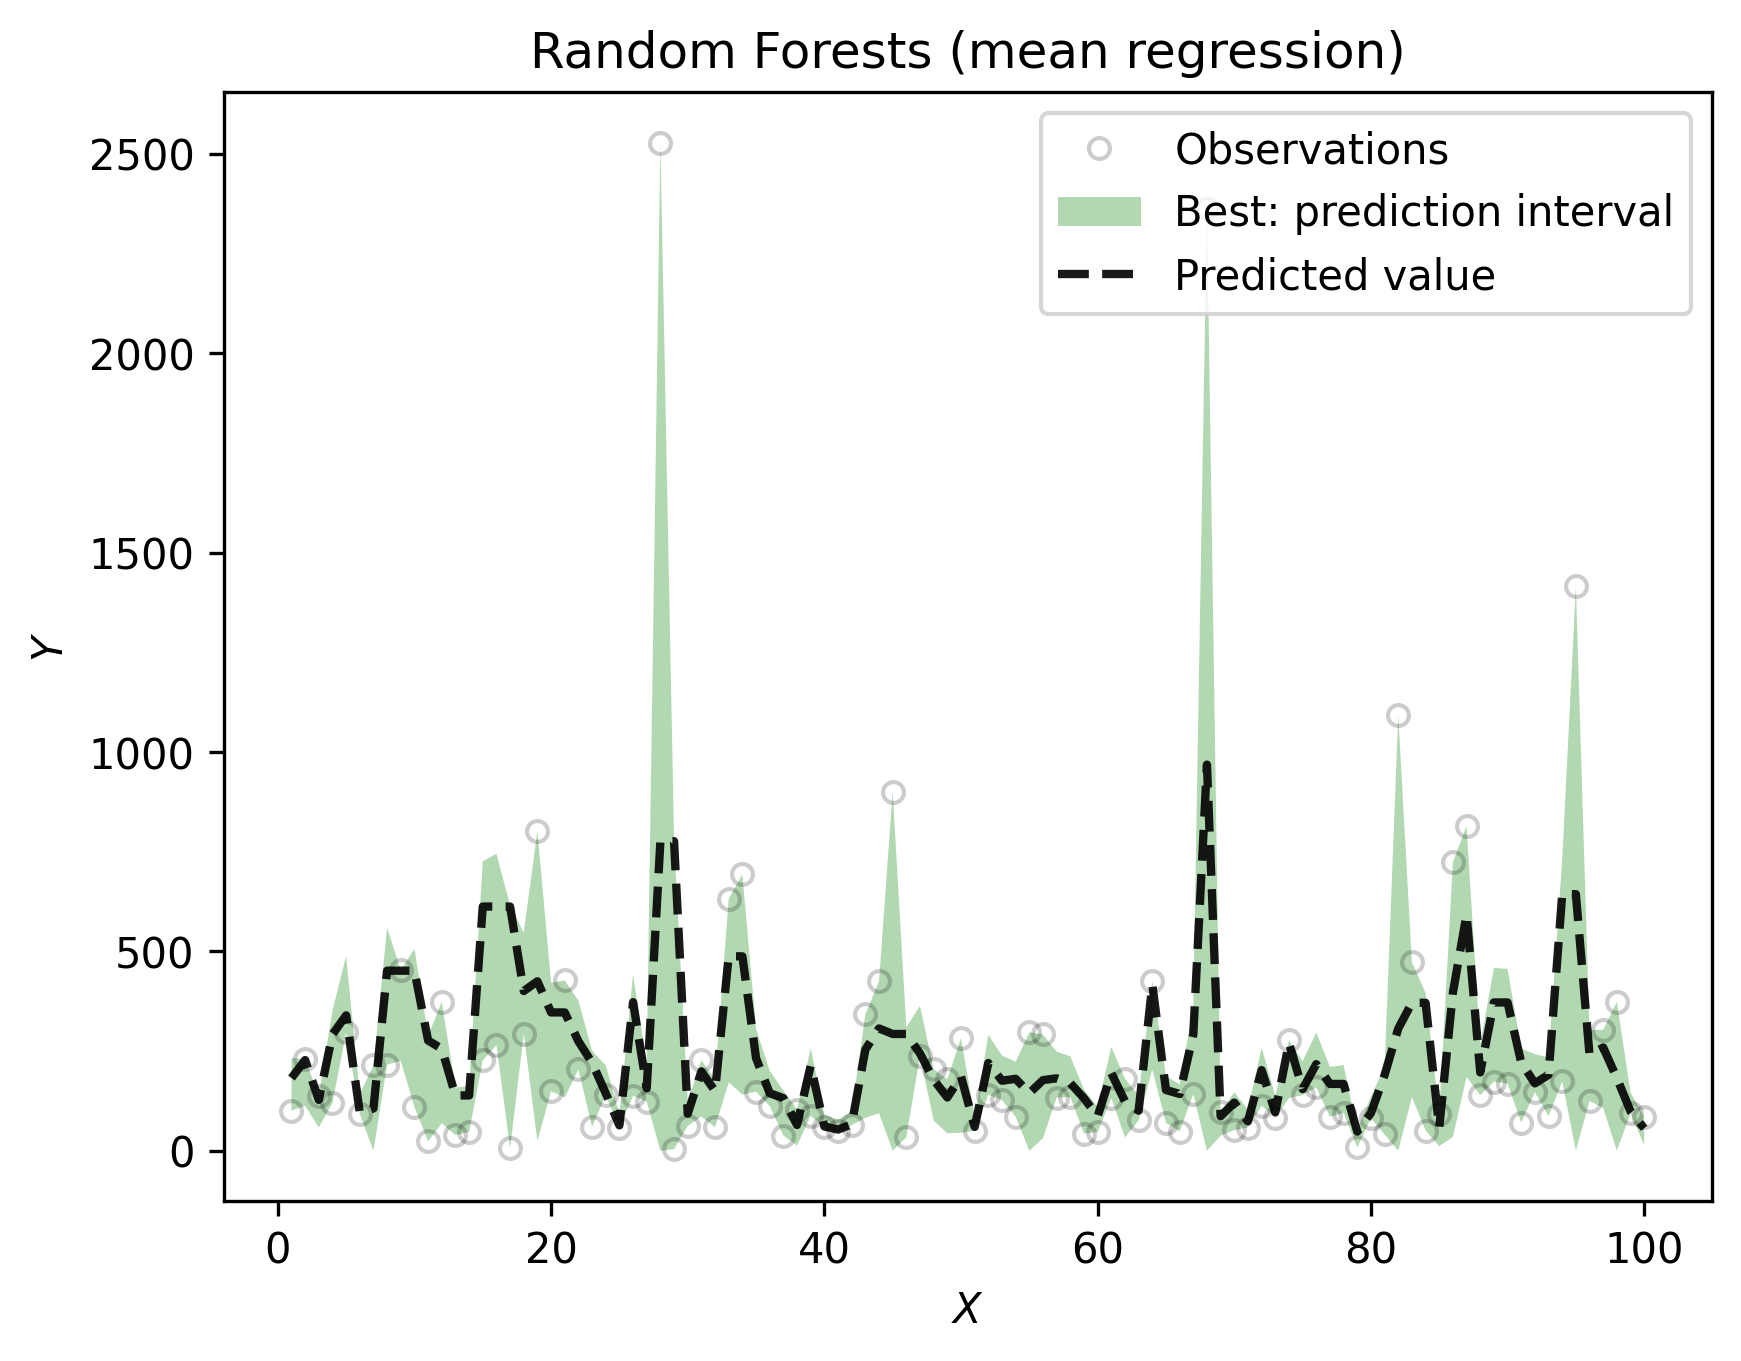 Random Forests (mean regression)
Observations
Best: prediction interval
Predicted value
2500
2000
1500
1000
500
0
Y
0 20 40 60 80 100
X